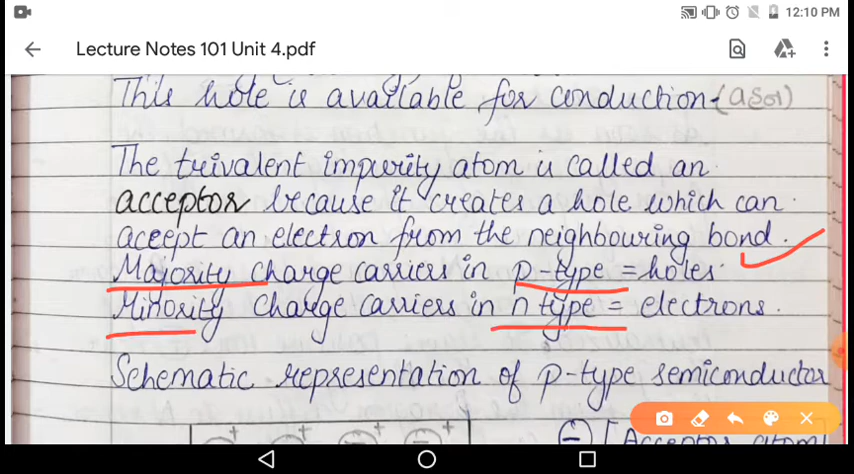 12:10 PM
Lecture Notes 101 Unit 4.pdf
This hole is available for conduction.
The trivalent impurity atom is called an
acceptor because it creates a hole which can
accept an electron from the neighbouring bond.
Majority charge carriers in p-type = holes.
Minority charge carriers in n type = electrons.
Schematic representation of p-type semiconductor
+ + + +
Acceptor atom